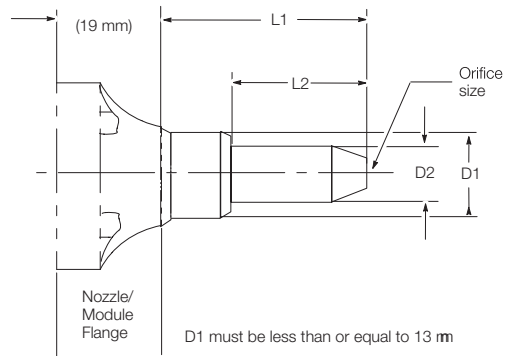 (19 mm)
L1
L2
Orifice
size
D2
D1
Nozzle/
Module
Flange
D1 must be less than or equal to 13 mm